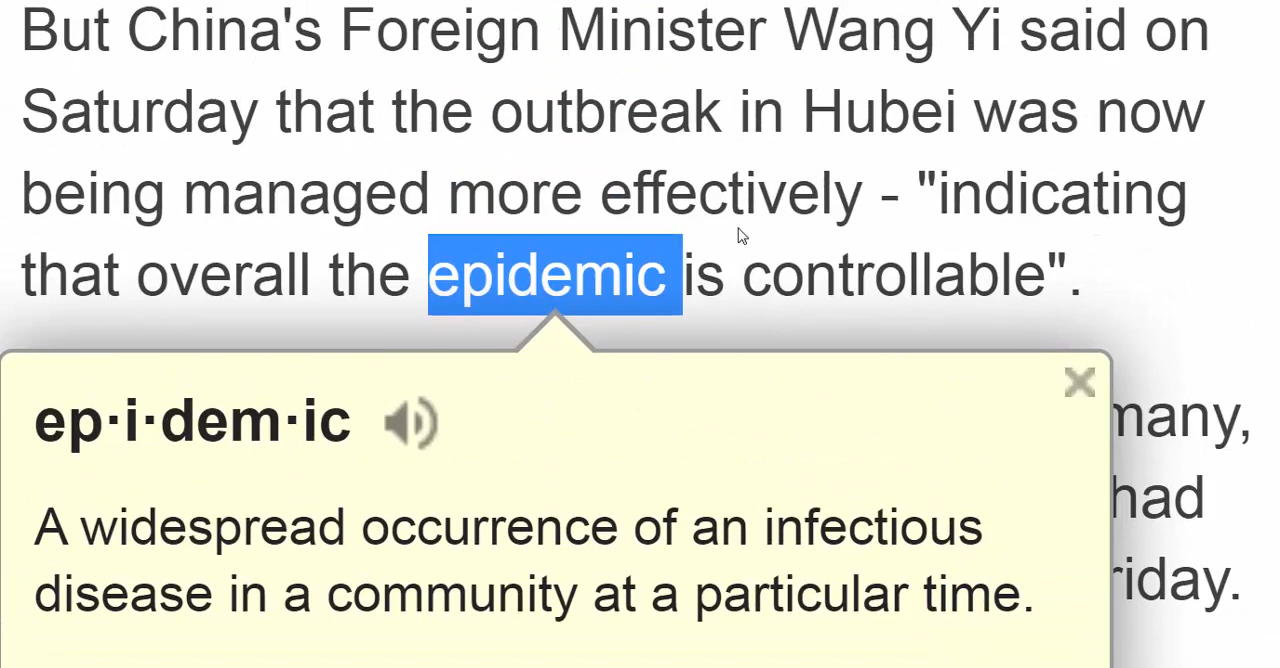 But China's Foreign Minister Wang Yi said on
Saturday that the outbreak in Hubei was now
being managed more effectively - "indicating
that overall the epidemic is controllable".
ep·i·dem·ic
many,
A widespread occurrence of an infectious
had
disease in a community at a particular time.
riday.